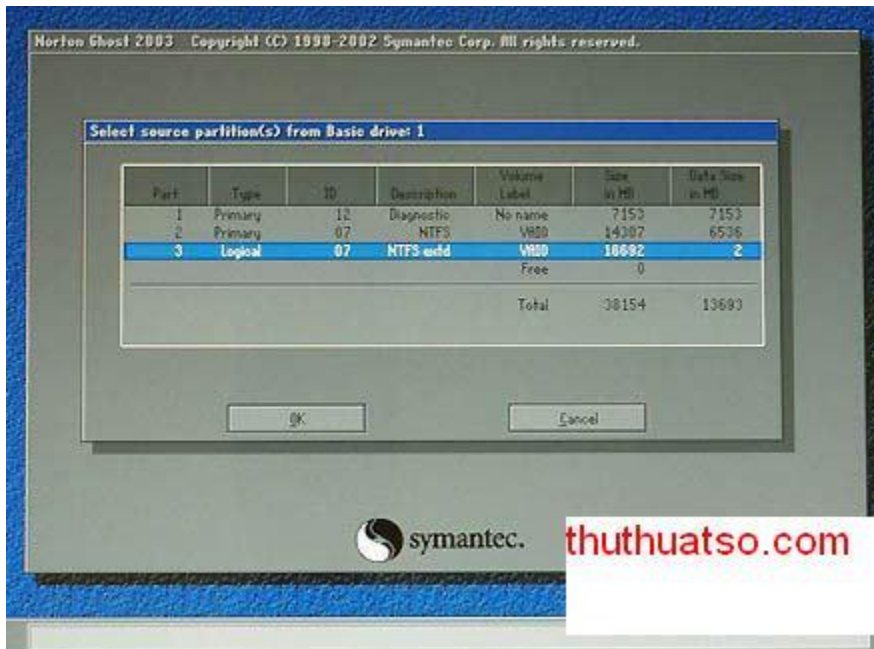 Norton Ghost 2003 Copyright (C) 1998-2002 Symantec Corp. All rights reserved.
Select source partition(s) from Basic drive: 1
Part Type ID Description Volume Label Size in MB Data Size in MB
1 Primary 12 Diagnostic No name 7153 7153
2 Primary 07 NTFS 14307 6536
3 Logical 07 NTFS extd 2
Free 0
Total 38154 13693
OK Cancel
symantec.
thuthuatso.com